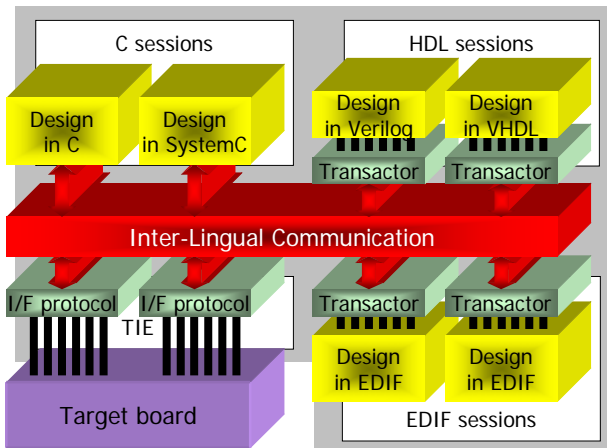 C sessions
HDL sessions
Design
in C
Design
in SystemC
Design
in Verilog
Design
in VHDL
Transactor
Transactor
Inter-Lingual Communication
I/F protocol
I/F protocol
Transactor
Transactor
TIE
Design
in EDIF
Design
in EDIF
Target board
EDIF sessions